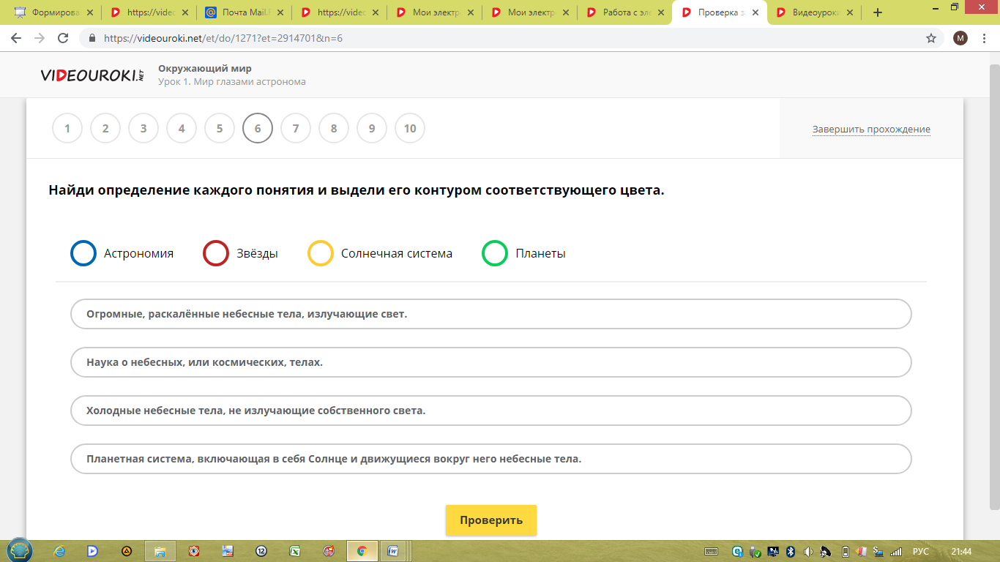 Формирова
https://videо
Почта Mail.R
https://videо
Мои электр
Мои электр
Работа с эле
Проверка з
Видеоурок
https://videouroki.net/et/do/1271?et=2914701&n=6
M
VIDEOUROKI.NET
Окружающий мир
Урок 1. Мир глазами астронома
1 2 3 4 5 6 7 8 9 10
Завершить прохождение
Найди определение каждого понятия и выдели его контуром соответствующего цвета.
Астрономия Звёзды Солнечная система Планеты
Огромные, раскалённые небесные тела, излучающие свет.
Наука о небесных, или космических, телах.
Холодные небесные тела, не излучающие собственного света.
Планетная система, включающая в себя Солнце и движущиеся вокруг него небесные тела.
Проверить
РУС 21:44